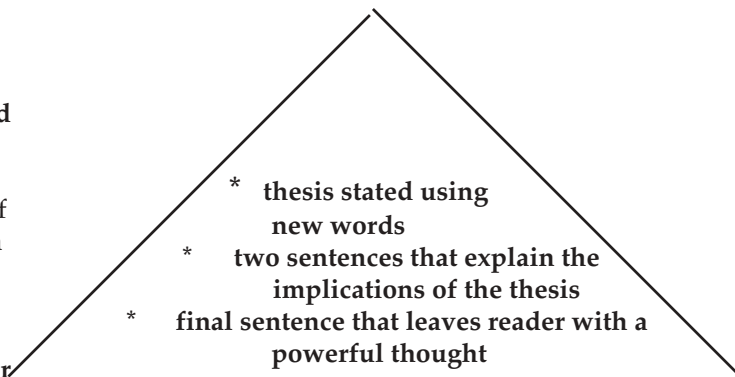 d
f
* thesis stated using
new words
* two sentences that explain the
implications of the thesis
* final sentence that leaves reader with a
powerful thought
r